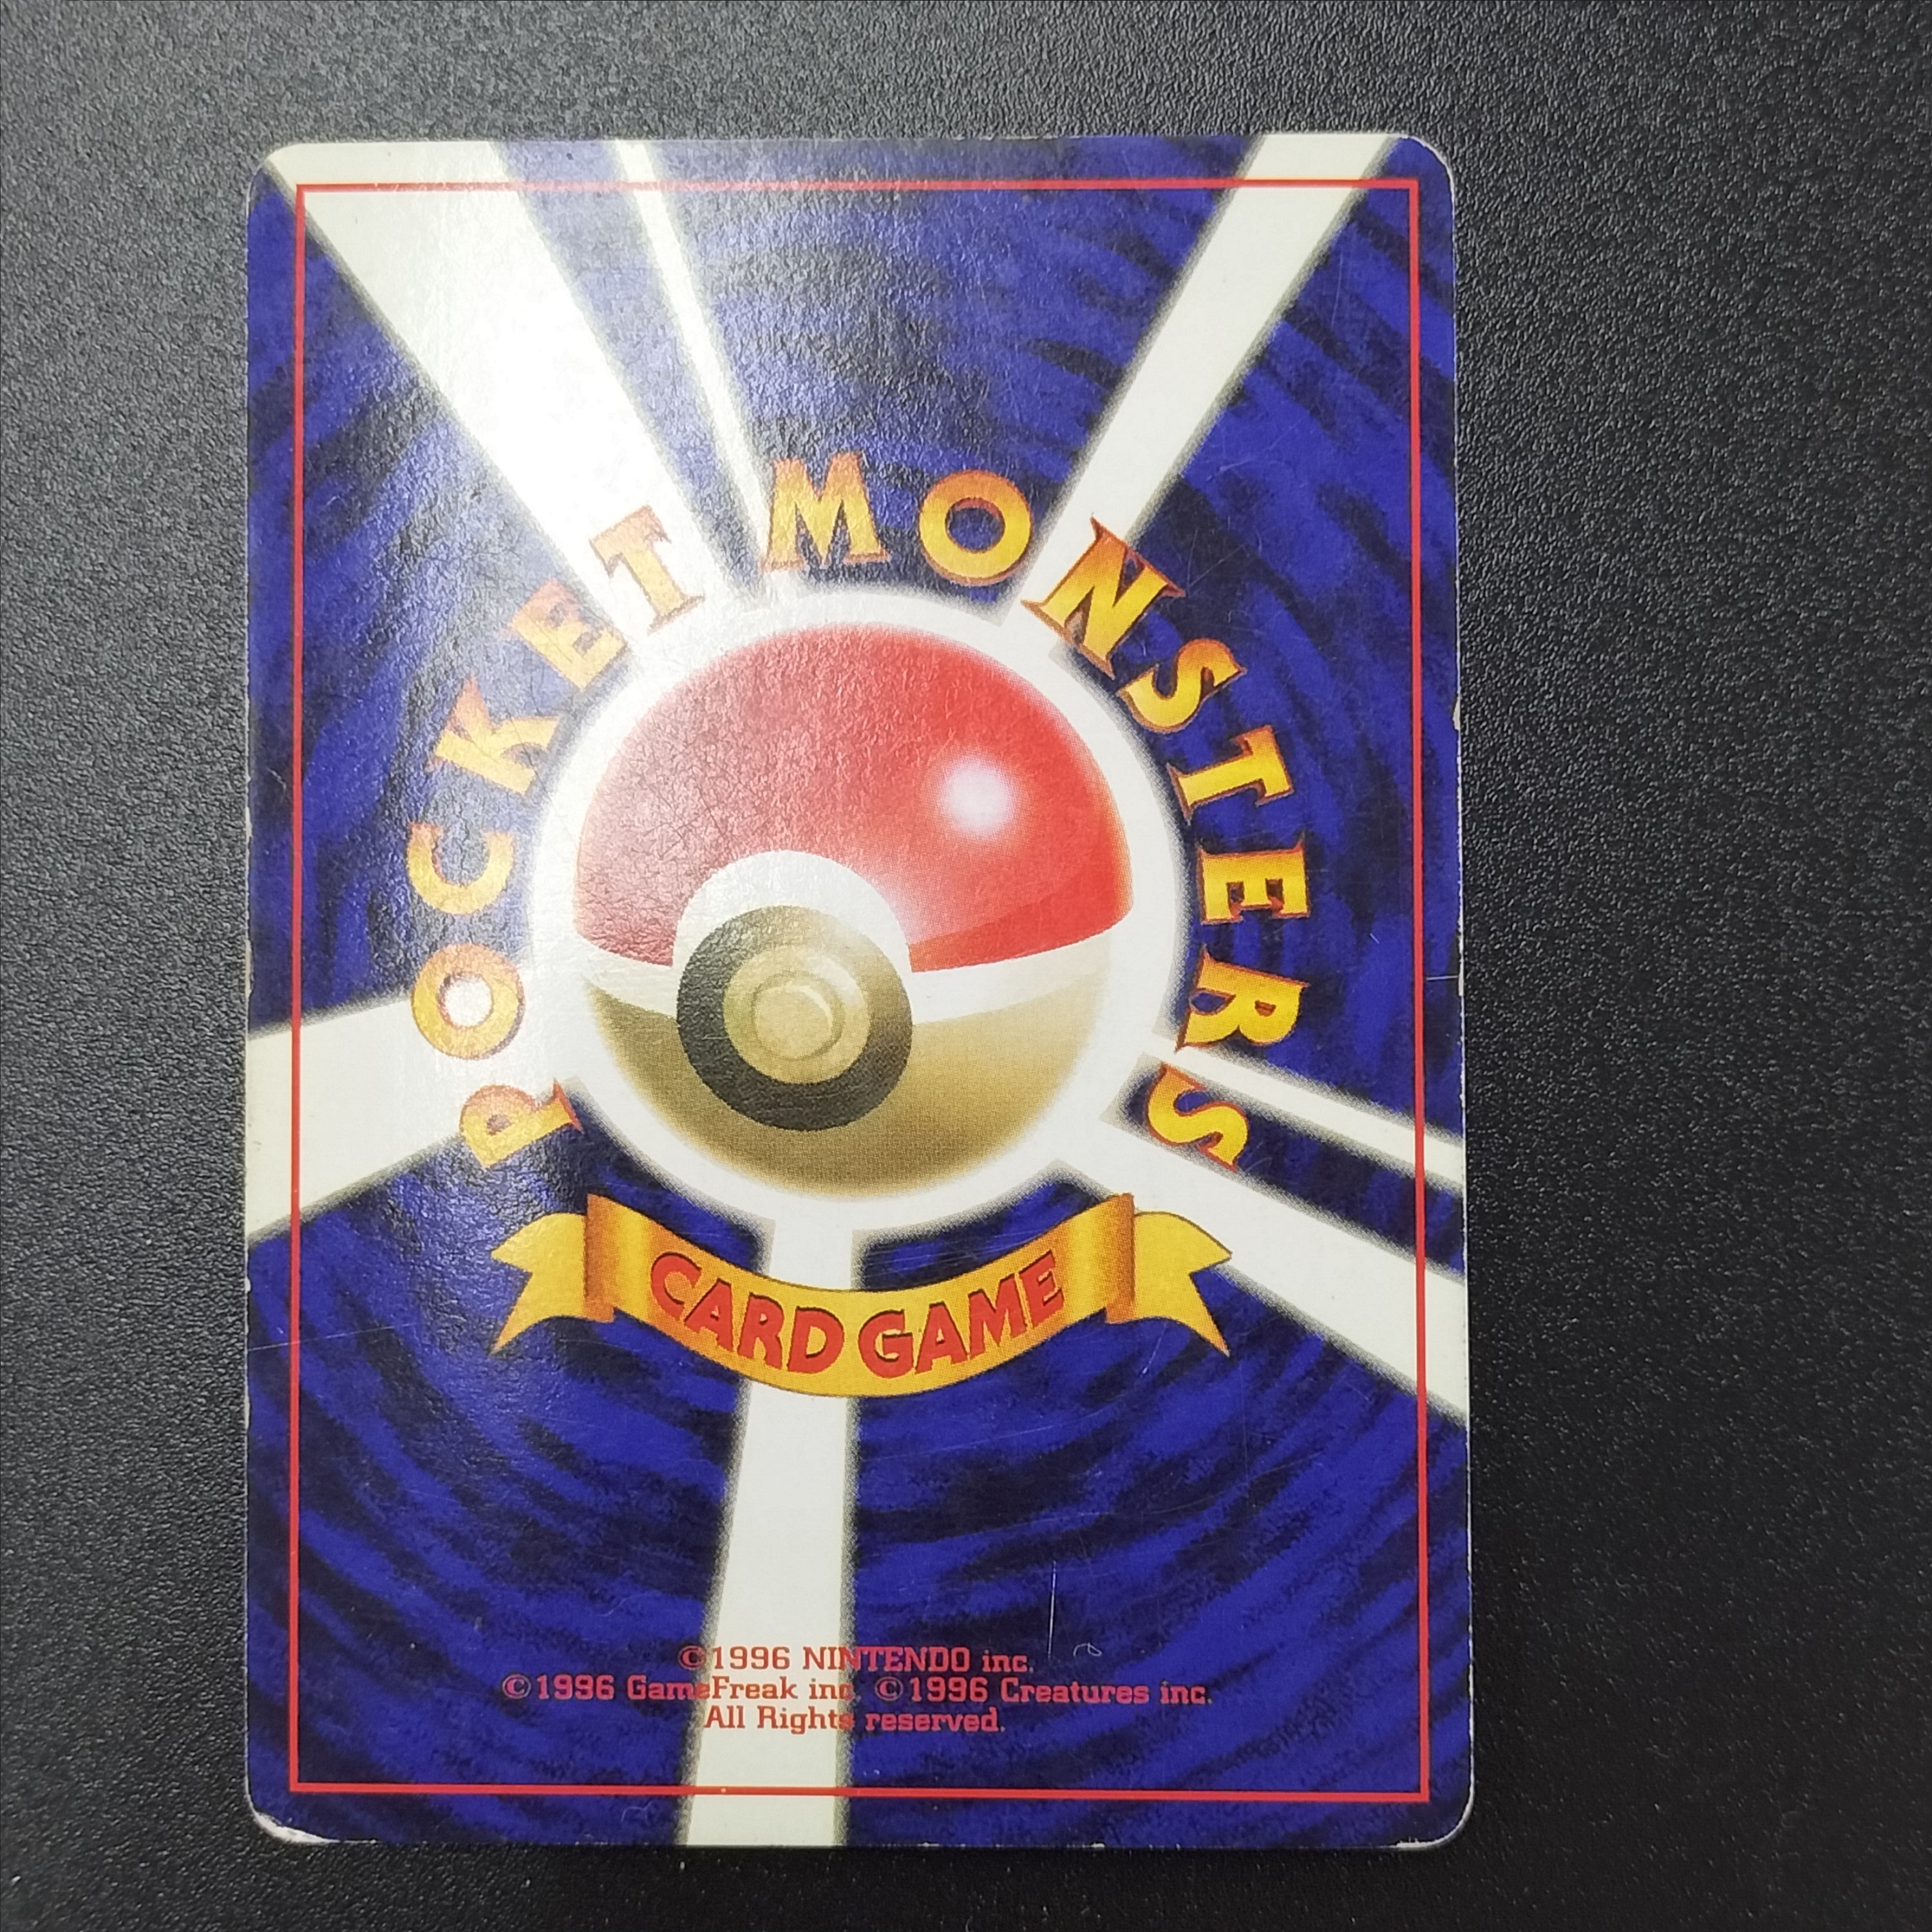 POCKET MONSTERS
CARD GAME
©1996 NINTENDO inc.
©1996 GameFreak inc. ©1996 Creatures inc.
All Rights reserved.